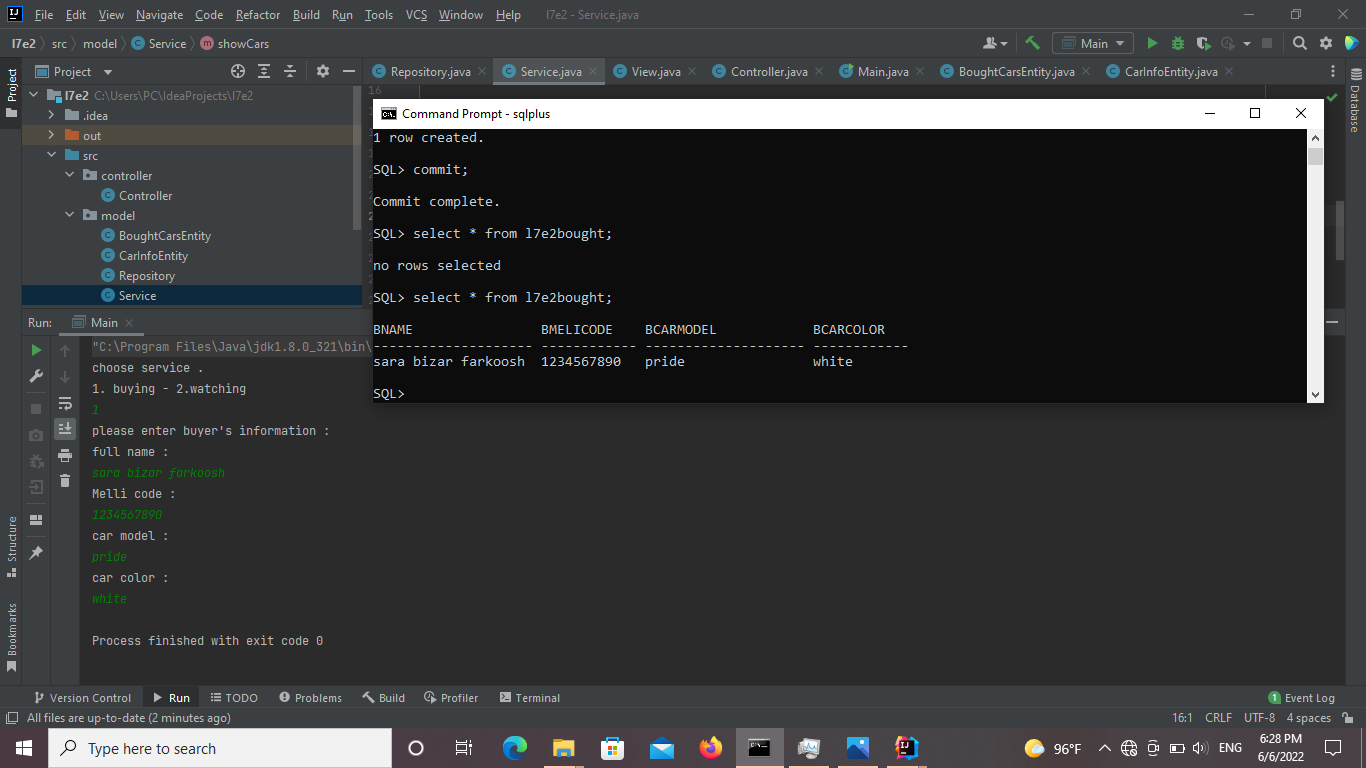 File Edit View Navigate Code Refactor Build Run Tools VCS Window Help l7e2 - Service.java
l7e2 src model Service showCars
Main
Project
Repository.java Service.java View.java Controller.java Main.java BoughtCarsEntity.java CarInfoEntity.java
Project
Database
l7e2 C:\Users\PC\IdeaProjects\l7e2
.idea
out
src
controller
Controller
model
BoughtCarsEntity
CarInfoEntity
Repository
Service
16
Command Prompt - sqlplus
1 row created.
SQL> commit;
Commit complete.
SQL> select * from l7e2bought;
no rows selected
SQL> select * from l7e2bought;
BNAME BMELICODE BCARMODEL BCARCOLOR
-------------------- ------------ -------------------- ------------
sara bizar farkoosh 1234567890 pride white
SQL>
Run: Main
"C:\Program Files\Java\jdk1.8.0_321\bin\
choose service .
1. buying - 2.watching
1
please enter buyer's information :
full name :
sara bizar farkoosh
Melli code :
1234567890
car model :
pride
car color :
white
Process finished with exit code 0
Structure
Bookmarks
Version Control Run TODO Problems Build Profiler Terminal 1 Event Log
All files are up-to-date (2 minutes ago) 16:1 CRLF UTF-8 4 spaces
Type here to search
96°F
ENG
6:28 PM
6/6/2022